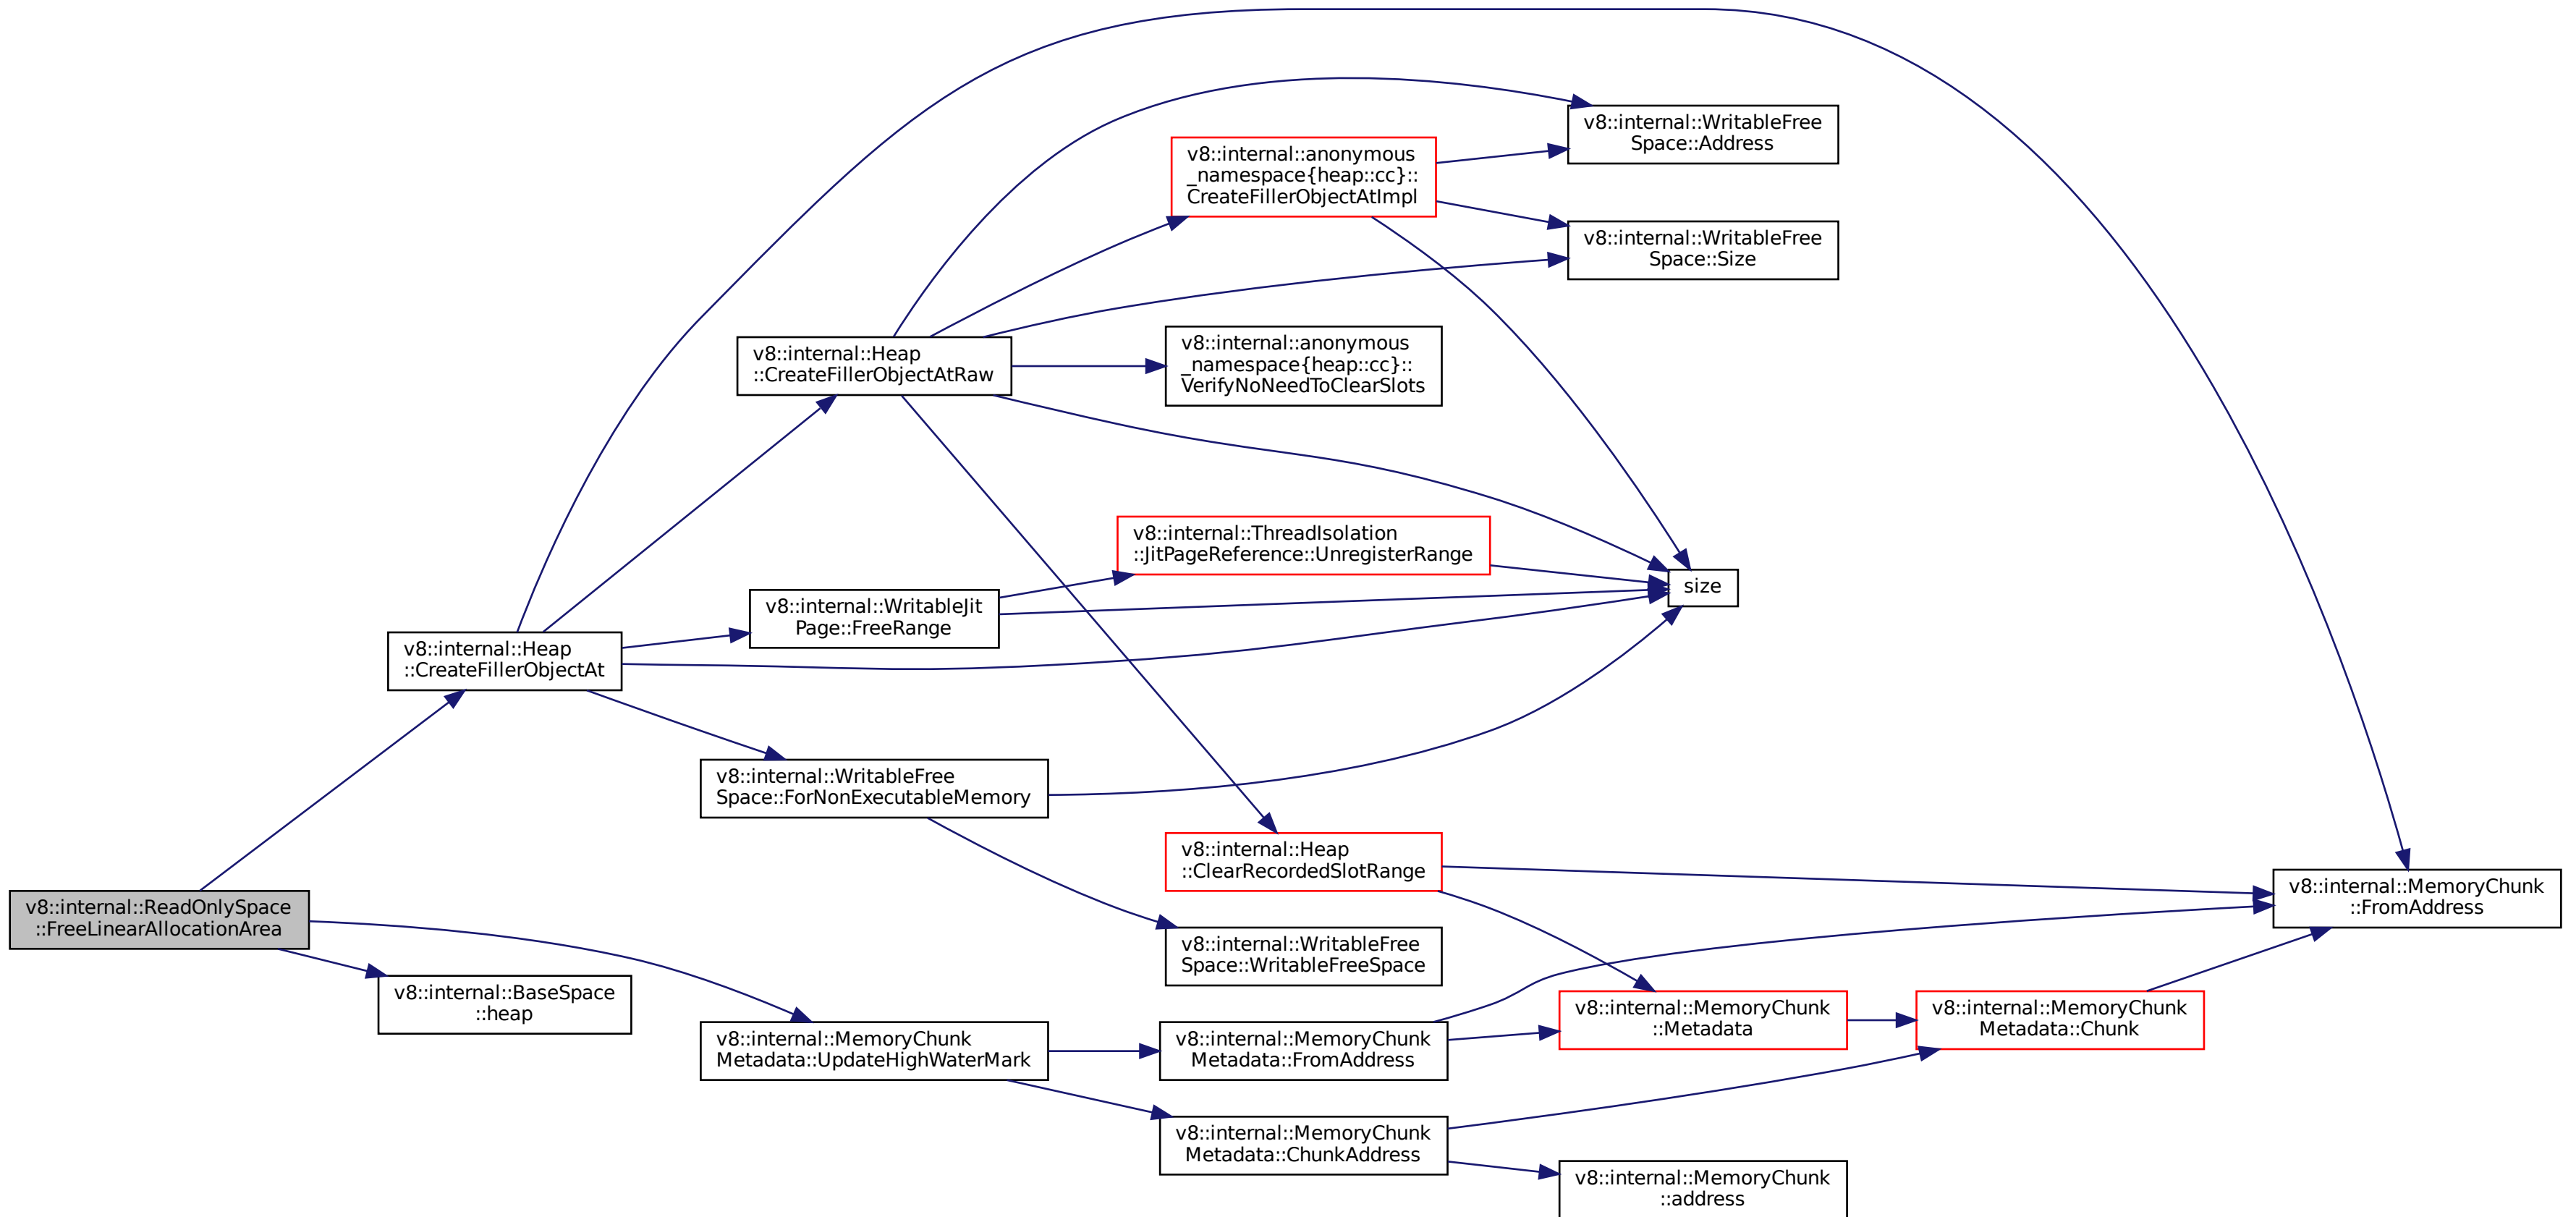 v8::internal::ReadOnlySpace
::FreeLinearAllocationArea
v8::internal::Heap
::CreateFillerObjectAt
v8::internal::BaseSpace
::heap
v8::internal::Heap
::CreateFillerObjectAtRaw
v8::internal::WritableJit
Page::FreeRange
v8::internal::WritableFree
Space::ForNonExecutableMemory
v8::internal::MemoryChunk
Metadata::UpdateHighWaterMark
v8::internal::anonymous
_namespace{heap::cc}::
CreateFillerObjectAtImpl
v8::internal::anonymous
_namespace{heap::cc}::
VerifyNoNeedToClearSlots
v8::internal::ThreadIsolation
::JitPageReference::UnregisterRange
v8::internal::Heap
::ClearRecordedSlotRange
v8::internal::WritableFree
Space::WritableFreeSpace
v8::internal::MemoryChunk
Metadata::FromAddress
v8::internal::MemoryChunk
Metadata::ChunkAddress
v8::internal::WritableFree
Space::Address
v8::internal::WritableFree
Space::Size
size
v8::internal::MemoryChunk
::Metadata
v8::internal::MemoryChunk
::address
v8::internal::MemoryChunk
Metadata::Chunk
v8::internal::MemoryChunk
::FromAddress